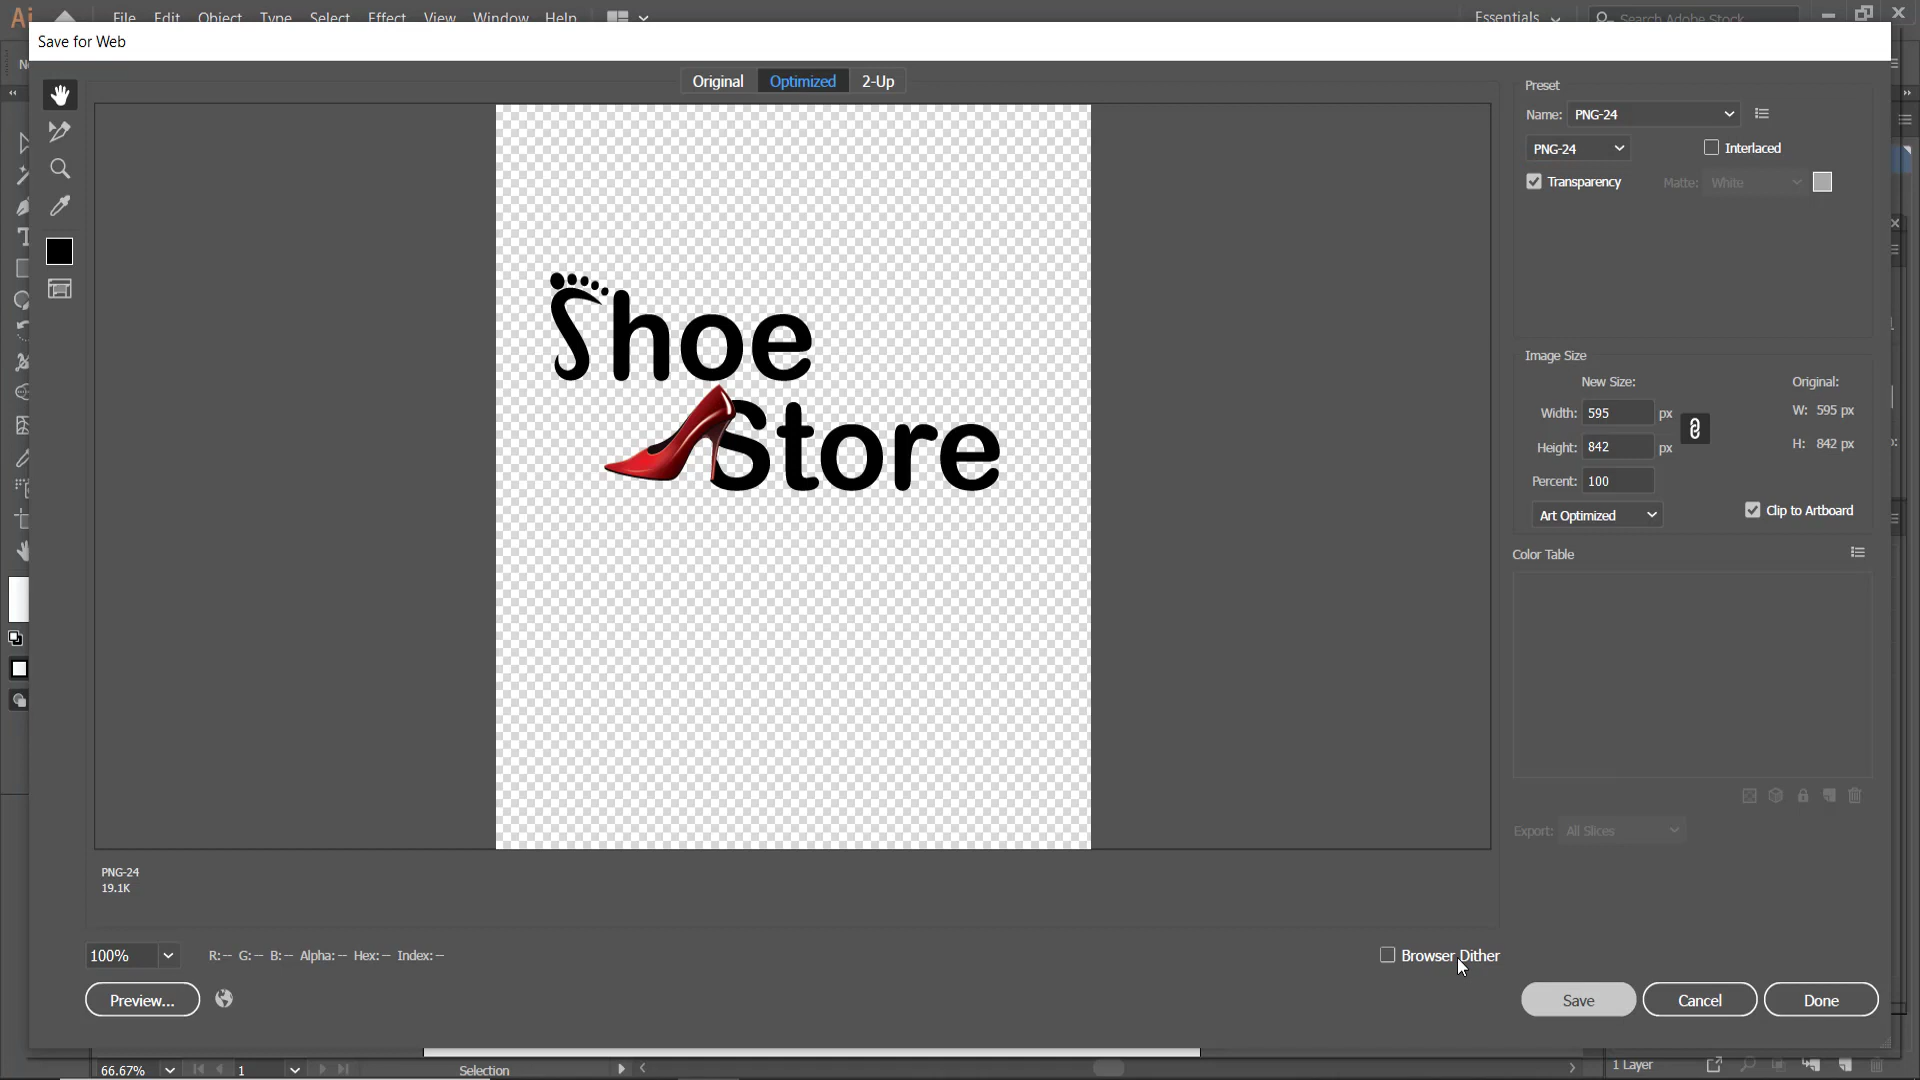 Ai File Edit Object Type Select Effect View Window Help Essentials Search Adobe Stock
Save for Web
Original Optimized 2-Up
Preset
Name: PNG-24
PNG-24 Interlaced
Transparency Matte: White
Shoe
Store
Image Size
New Size: Original:
Width: 595 px W: 595 px
Height: 842 px H: 842 px
Percent: 100
Art Optimized Clip to Artboard
Color Table
Export: All Slices
PNG-24
19.1K
100% R: -- G: -- B: -- Alpha: -- Hex: -- Index: -- Browser Dither
Preview... Save Cancel Done
66.67% 1 Selection 1 Layer